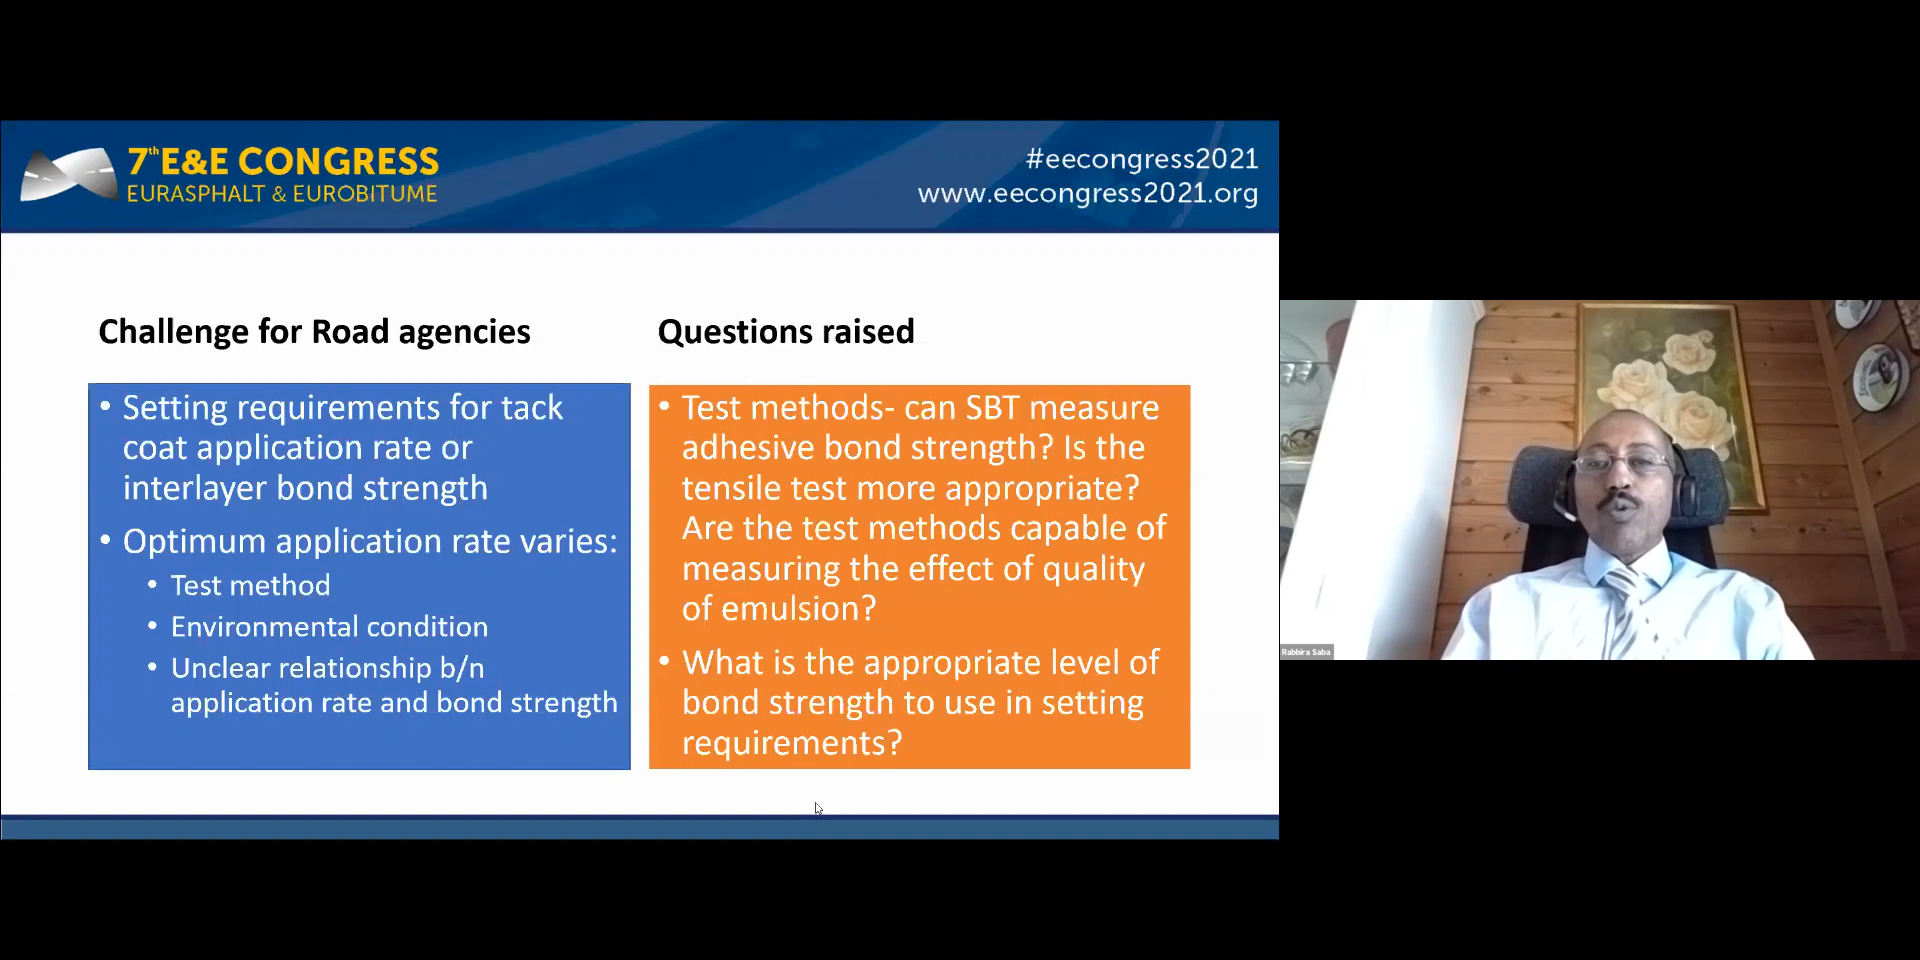 7th E&E CONGRESS
EURASPHALT & EUROBITUME
#eecongress2021
www.eecongress2021.org
Challenge for Road agencies
• Setting requirements for tack
coat application rate or
interlayer bond strength
• Optimum application rate varies:
• Test method
• Environmental condition
• Unclear relationship b/n
application rate and bond strength
Questions raised
• Test methods- can SBT measure
adhesive bond strength? Is the
tensile test more appropriate?
Are the test methods capable of
measuring the effect of quality
of emulsion?
• What is the appropriate level of
bond strength to use in setting
requirements?
Rabbira Saba